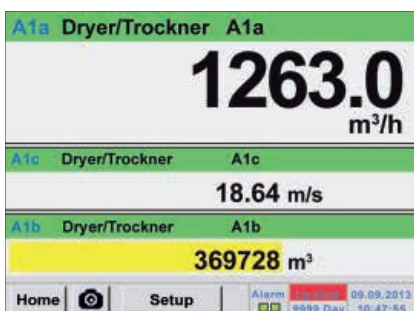 A1a Dryer/Trockner A1a
1263.0
m³/h
A1c Dryer/Trockner A1c
18.64 m/s
A1b Dryer/Trockner A1b
369728 m³
Home Setup Alarm 09.09.2013
9999 Day 10:47:55